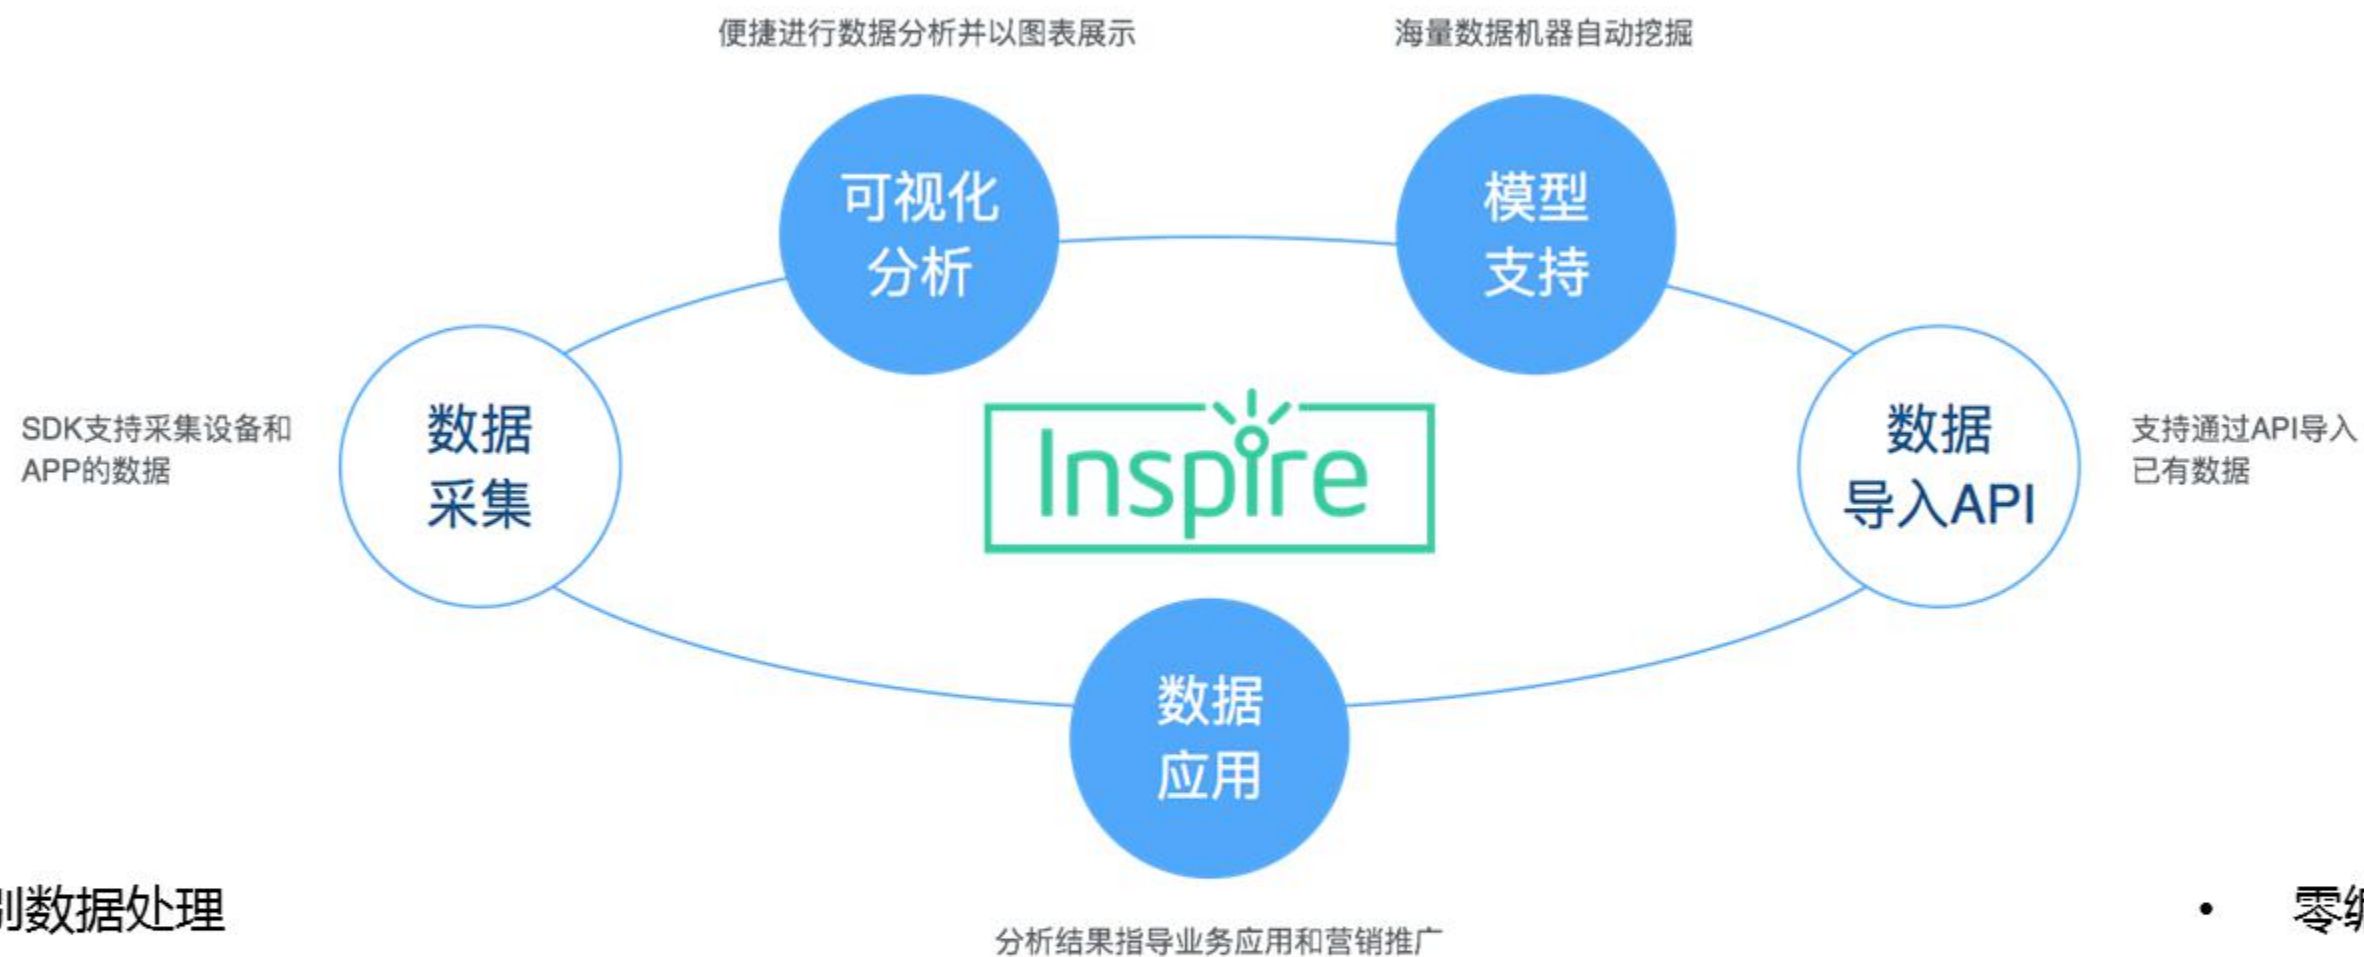 便捷进行数据分析并以图表展示
海量数据机器自动挖掘
可视化
分析
模型
支持
SDK支持采集设备和
APP的数据
数据
采集
Inspire
数据
导入API
支持通过API导入
已有数据
数据
应用
别数据处理
• 零编
分析结果指导业务应用和营销推广